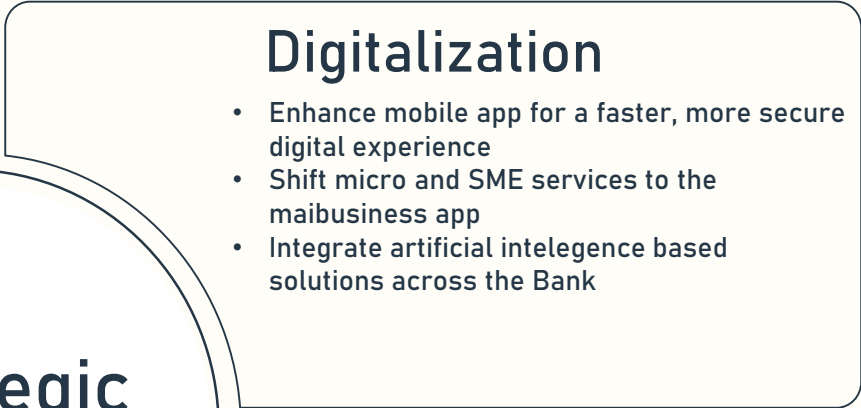 Digitalization
• Enhance mobile app for a faster, more secure
digital experience
• Shift micro and SME services to the
maibusiness app
• Integrate artificial intelegence based
solutions across the Bank
egic